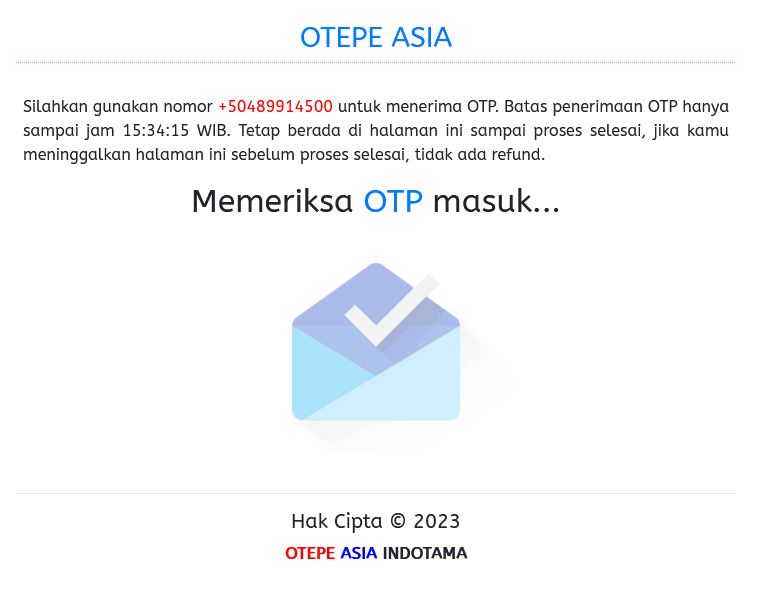 OTEPE ASIA
Silahkan gunakan nomor +50489914500 untuk menerima OTP. Batas penerimaan OTP hanya
sampai jam 15:34:15 WIB. Tetap berada di halaman ini sampai proses selesai, jika kamu
meninggalkan halaman ini sebelum proses selesai, tidak ada refund.
Memeriksa OTP masuk...
Hak Cipta © 2023
OTEPE ASIA INDOTAMA